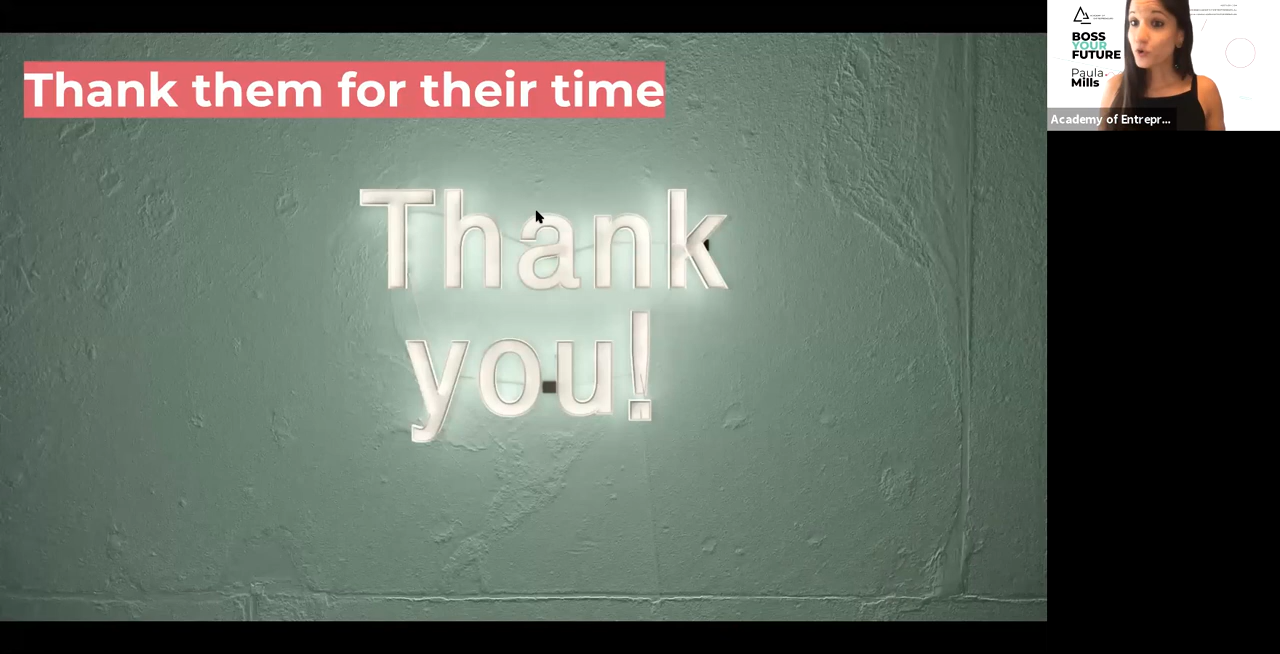 Thank them for their time
Thank
you!
BOSS
YOUR
FUTURE
Paula
Mills
Academy of Entrepr...